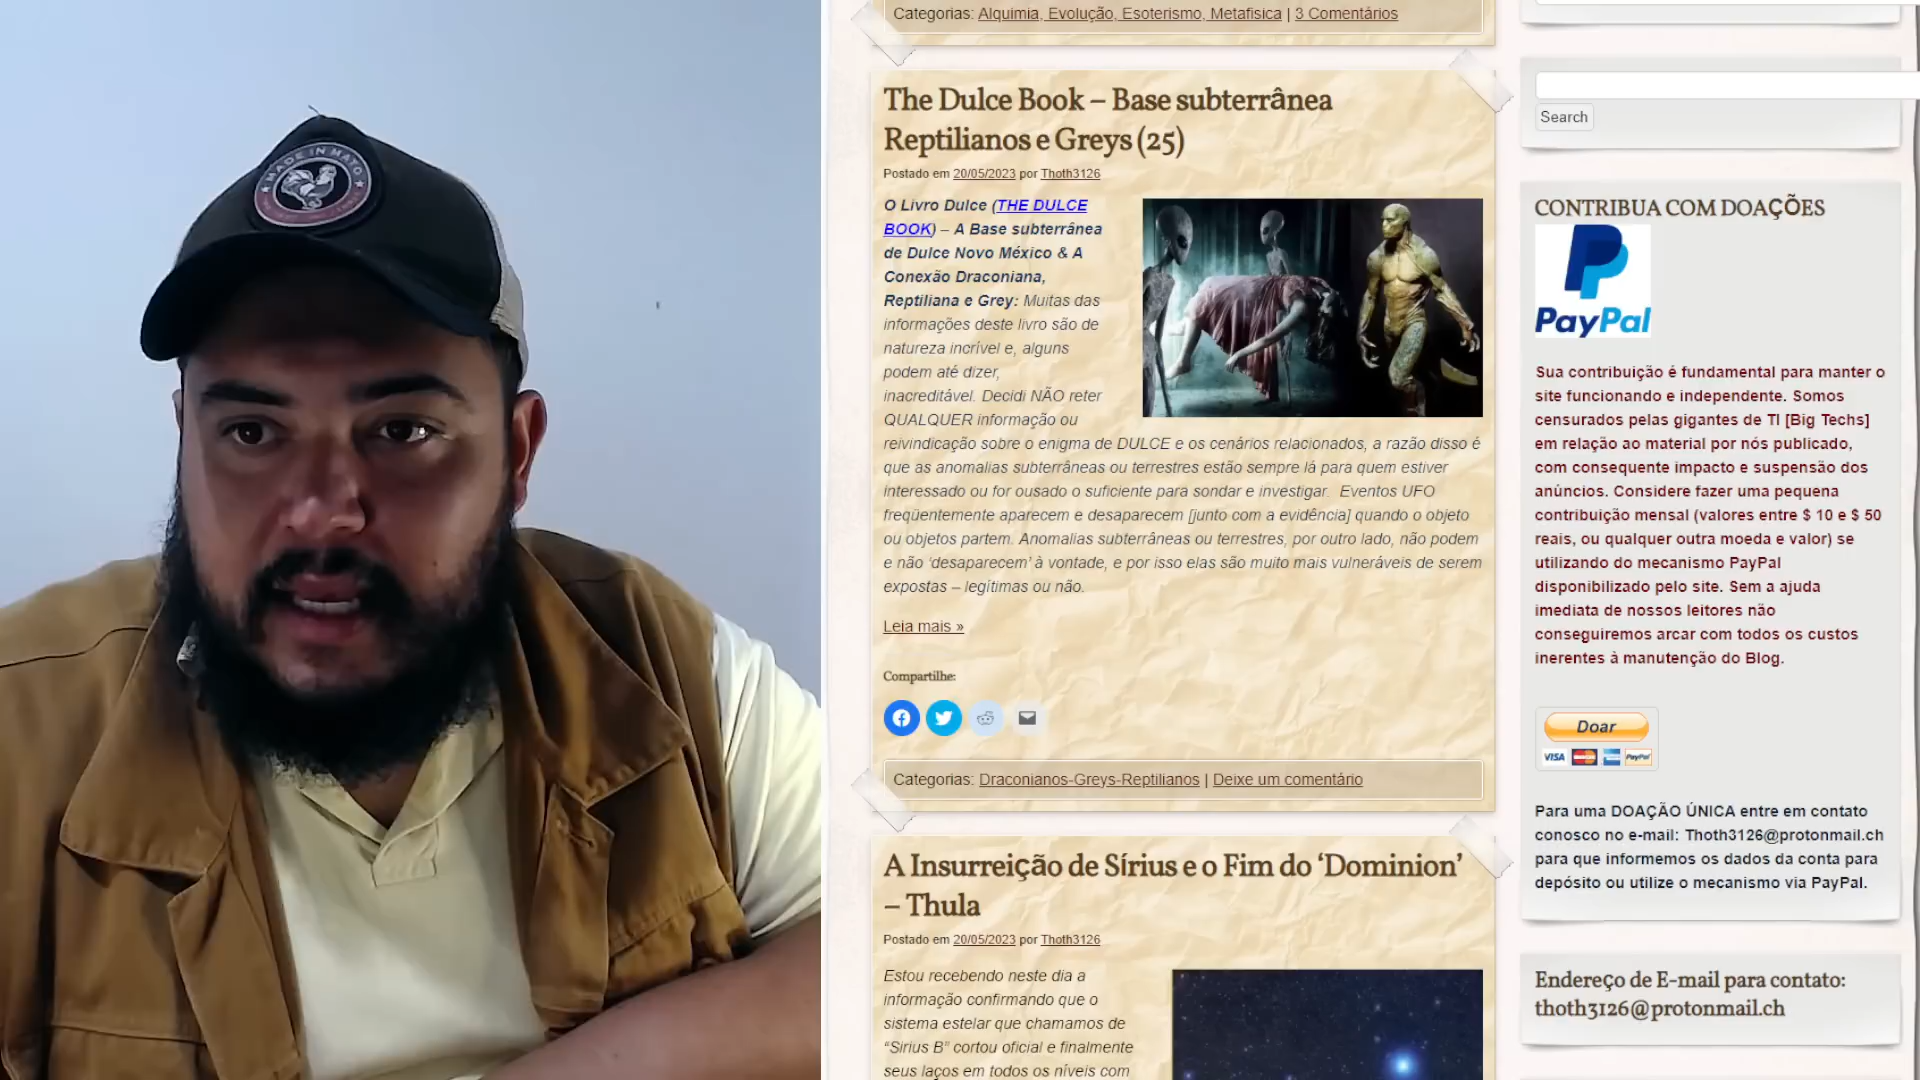 MADE IN MATO
Categorias: Alquimia, Evolução, Esoterismo, Metafisica | 3 Comentários
The Dulce Book – Base subterrânea
Reptilianos e Greys (25)
Postado em 20/05/2023 por Thoth3126
O Livro Dulce (THE DULCE
BOOK) – A Base subterrânea
de Dulce Novo México & A
Conexão Draconiana,
Reptiliana e Grey: Muitas das
informações deste livro são de
natureza incrível e, alguns
podem até dizer,
inacreditável. Decidi NÃO reter
QUALQUER informação ou
reivindicação sobre o enigma de DULCE e os cenários relacionados, a razão disso é
que as anomalias subterrâneas ou terrestres estão sempre lá para quem estiver
interessado ou for ousado o suficiente para sondar e investigar.  Eventos UFO
freqüentemente aparecem e desaparecem [junto com a evidência] quando o objeto
ou objetos partem. Anomalias subterrâneas ou terrestres, por outro lado, não podem
e não ‘desaparecem’ à vontade, e por isso elas são muito mais vulneráveis de serem
expostas – legítimas ou não.
Leia mais »
Compartilhe:
Categorias: Draconianos-Greys-Reptilianos | Deixe um comentário
A Insurreição de Sírius e o Fim do ‘Dominion’
– Thula
Postado em 20/05/2023 por Thoth3126
Estou recebendo neste dia a
informação confirmando que o
sistema estelar que chamamos de
“Sirius B” cortou oficial e finalmente
seus laços em todos os níveis com
Search
CONTRIBUA COM DOAÇÕES
PayPal
Sua contribuição é fundamental para manter o
site funcionando e independente. Somos
censurados pelas gigantes de TI [Big Techs]
em relação ao material por nós publicado,
com consequente impacto e suspensão dos
anúncios. Considere fazer uma pequena
contribuição mensal (valores entre $ 10 e $ 50
reais, ou qualquer outra moeda e valor) se
utilizando do mecanismo PayPal
disponibilizado pelo site. Sem a ajuda
imediata de nossos leitores não
conseguiremos arcar com todos os custos
inerentes à manutenção do Blog.
Doar
VISA PayPal
Para uma DOAÇÃO ÚNICA entre em contato
conosco no e-mail: Thoth3126@protonmail.ch
para que informemos os dados da conta para
depósito ou utilize o mecanismo via PayPal.
Endereço de E-mail para contato:
thoth3126@protonmail.ch